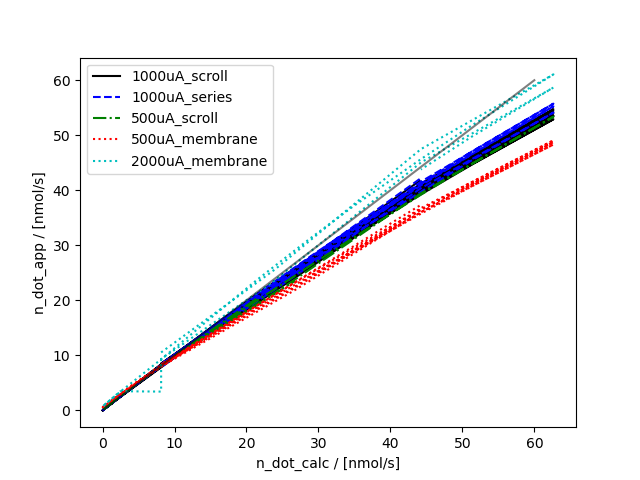 1000uA_scroll
1000uA_series
500uA_scroll
500uA_membrane
2000uA_membrane
60
50
40
30
20
10
0
n_dot_app / [nmol/s]
0 10 20 30 40 50 60
n_dot_calc / [nmol/s]